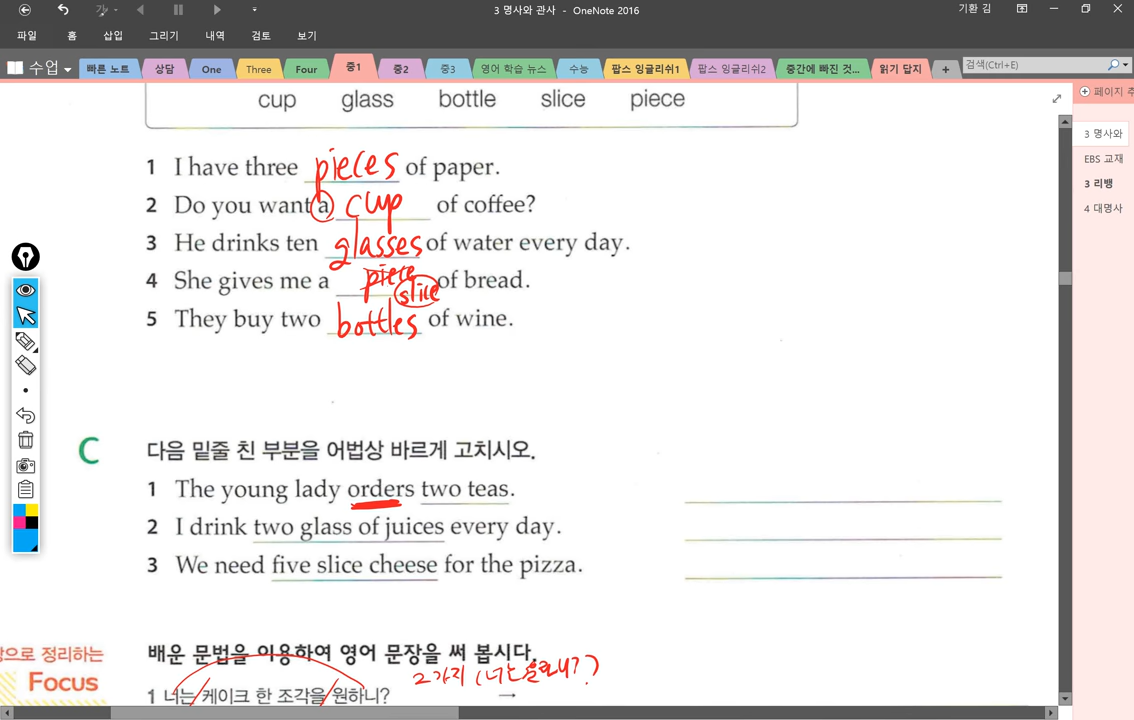 3 명사와 관사 - OneNote 2016
기환 김
파일 홈 삽입 그리기 내역 검토 보기
수업 빠른 노트 상담 One Three Four 중1 중2 중3 영어 학습 뉴스 수능 팝스 잉글리쉬1 팝스 잉글리쉬2 중간에 빠진 것... 읽기 답지 + 검색(Ctrl+E)
페이지 추
3 명사와
EBS 교재
3 리뱅
4 대명사
cup glass bottle slice piece
1 I have three pieces of paper.
2 Do you want a cup of coffee?
3 He drinks ten glasses of water every day.
4 She gives me a piece slice of bread.
5 They buy two bottles of wine.
C 다음 밑줄 친 부분을 어법상 바르게 고치시오.
1 The young lady orders two teas.
2 I drink two glass of juices every day.
3 We need five slice cheese for the pizza.
상으로 정리하는
Focus
배운 문법을 이용하여 영어 문장을 써 봅시다.
2가지 (너는
1 너는 케이크 한 조각을 원하니? →